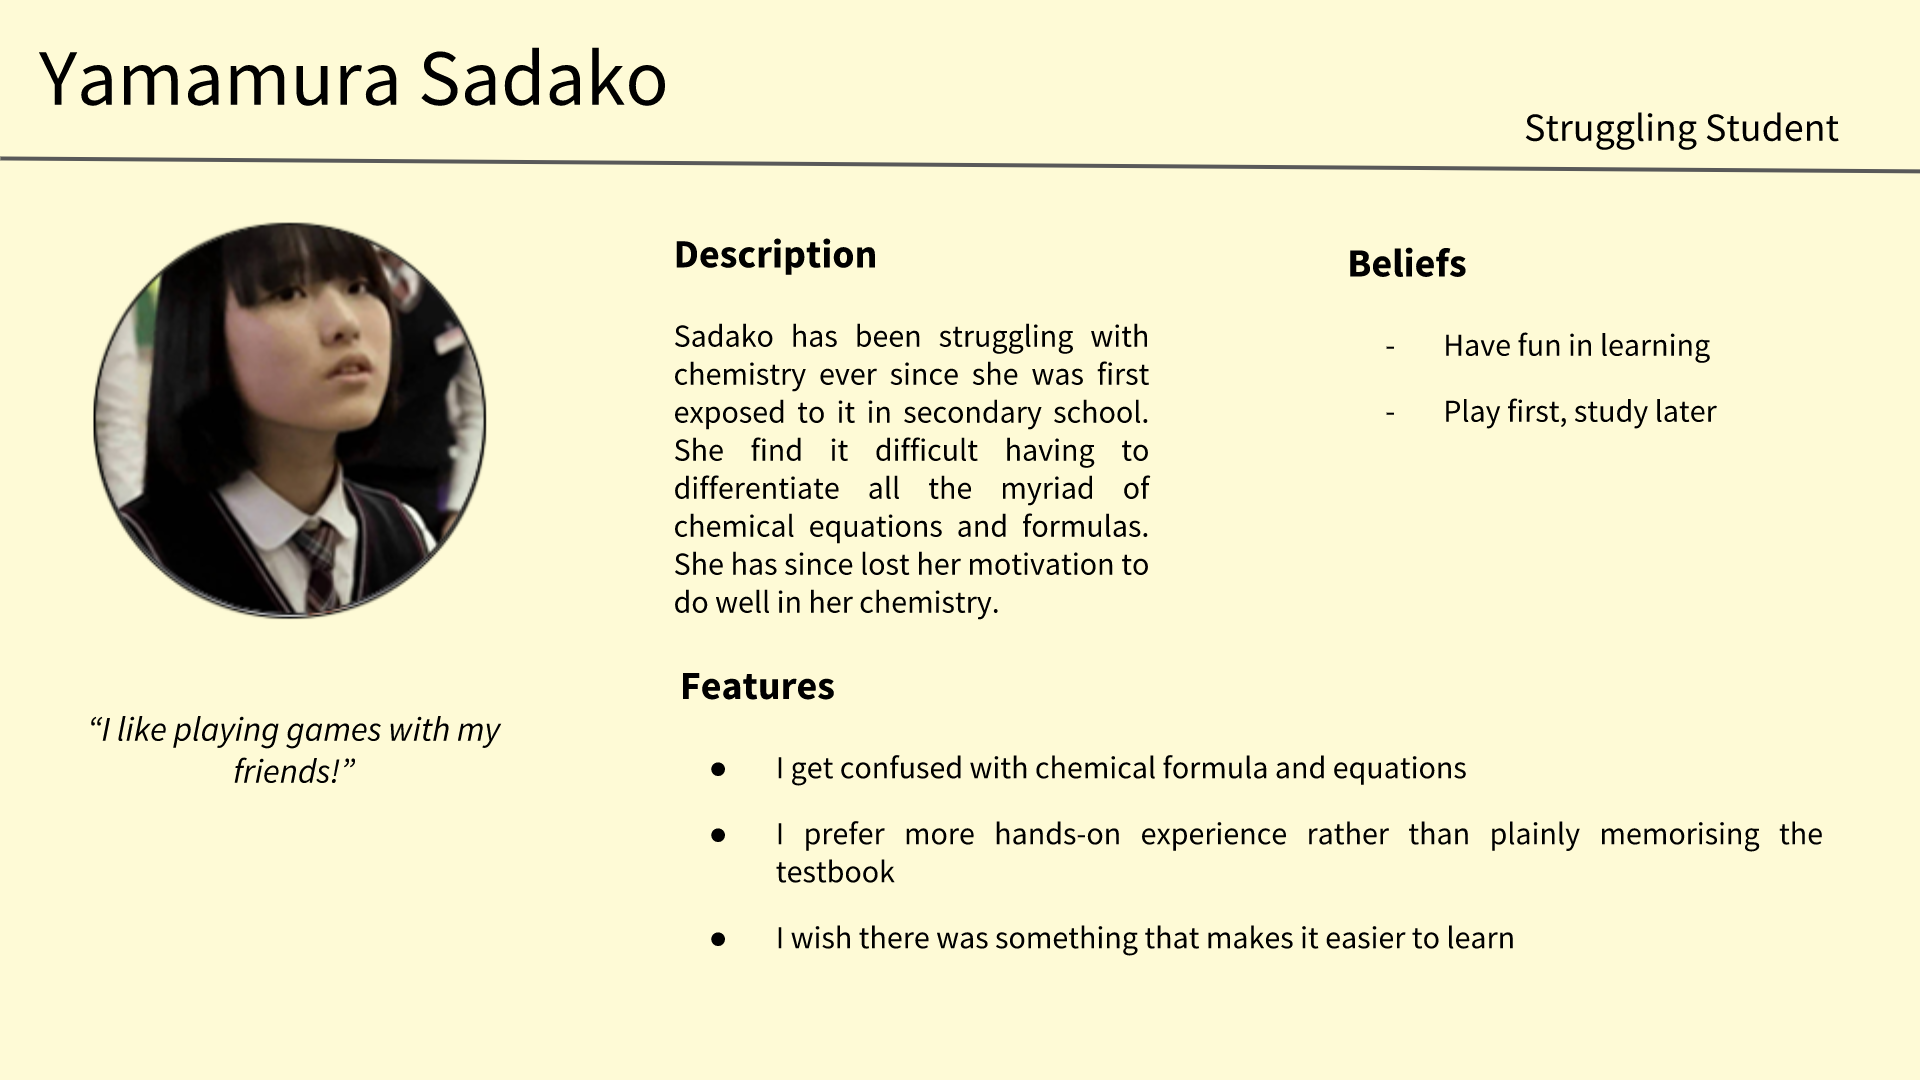 Yamamura Sadako
Struggling Student
Description
Sadako has been struggling with
chemistry ever since she was first
exposed to it in secondary school.
She find it difficult having to
differentiate all the myriad of
chemical equations and formulas.
She has since lost her motivation to
do well in her chemistry.
Beliefs
- Have fun in learning
- Play first, study later
“I like playing games with my
friends!”
Features
● I get confused with chemical formula and equations
● I prefer more hands-on experience rather than plainly memorising the
testbook
● I wish there was something that makes it easier to learn